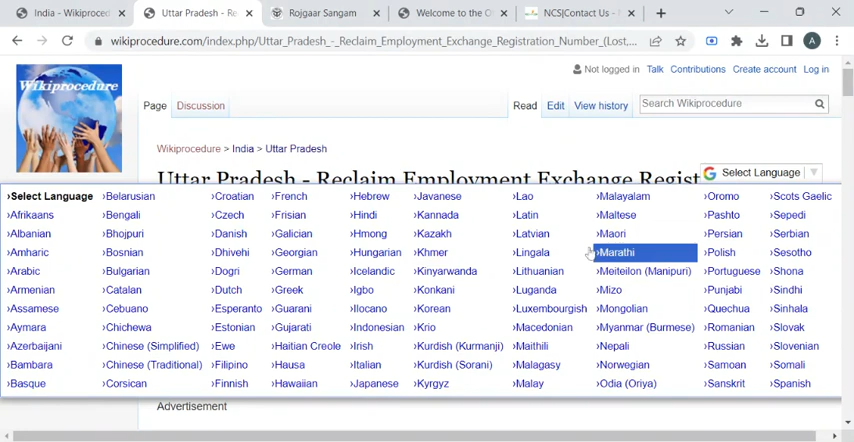 India - Wikiproced
Uttar Pradesh - Re
Rojgaar Sangam
Welcome to the O
NCS|Contact Us - N
wikiprocedure.com/index.php/Uttar_Pradesh_-_Reclaim_Employment_Exchange_Registration_Number_(Lost,...
A
Wikiprocedure
Not logged in Talk Contributions Create account Log in
Page Discussion Read Edit View history Search Wikiprocedure
Wikiprocedure > India > Uttar Pradesh
Uttar Pradesh - Reclaim Employment Exchange Regist
G Select Language ▼
›Select Language ›Belarusian ›Croatian ›French ›Hebrew ›Javanese ›Lao ›Malayalam ›Oromo ›Scots Gaelic
›Afrikaans ›Bengali ›Czech ›Frisian ›Hindi ›Kannada ›Latin ›Maltese ›Pashto ›Sepedi
›Albanian ›Bhojpuri ›Danish ›Galician ›Hmong ›Kazakh ›Latvian ›Maori ›Persian ›Serbian
›Amharic ›Bosnian ›Dhivehi ›Georgian ›Hungarian ›Khmer ›Lingala ›Marathi ›Polish ›Sesotho
›Arabic ›Bulgarian ›Dogri ›German ›Icelandic ›Kinyarwanda ›Lithuanian ›Meiteilon (Manipuri) ›Portuguese ›Shona
›Armenian ›Catalan ›Dutch ›Greek ›Igbo ›Konkani ›Luganda ›Mizo ›Punjabi ›Sindhi
›Assamese ›Cebuano ›Esperanto ›Guarani ›Ilocano ›Korean ›Luxembourgish ›Mongolian ›Quechua ›Sinhala
›Aymara ›Chichewa ›Estonian ›Gujarati ›Indonesian ›Krio ›Macedonian ›Myanmar (Burmese) ›Romanian ›Slovak
›Azerbaijani ›Chinese (Simplified) ›Ewe ›Haitian Creole ›Irish ›Kurdish (Kurmanji) ›Maithili ›Nepali ›Russian ›Slovenian
›Bambara ›Chinese (Traditional) ›Filipino ›Hausa ›Italian ›Kurdish (Sorani) ›Malagasy ›Norwegian ›Samoan ›Somali
›Basque ›Corsican ›Finnish ›Hawaiian ›Japanese ›Kyrgyz ›Malay ›Odia (Oriya) ›Sanskrit ›Spanish
Advertisement